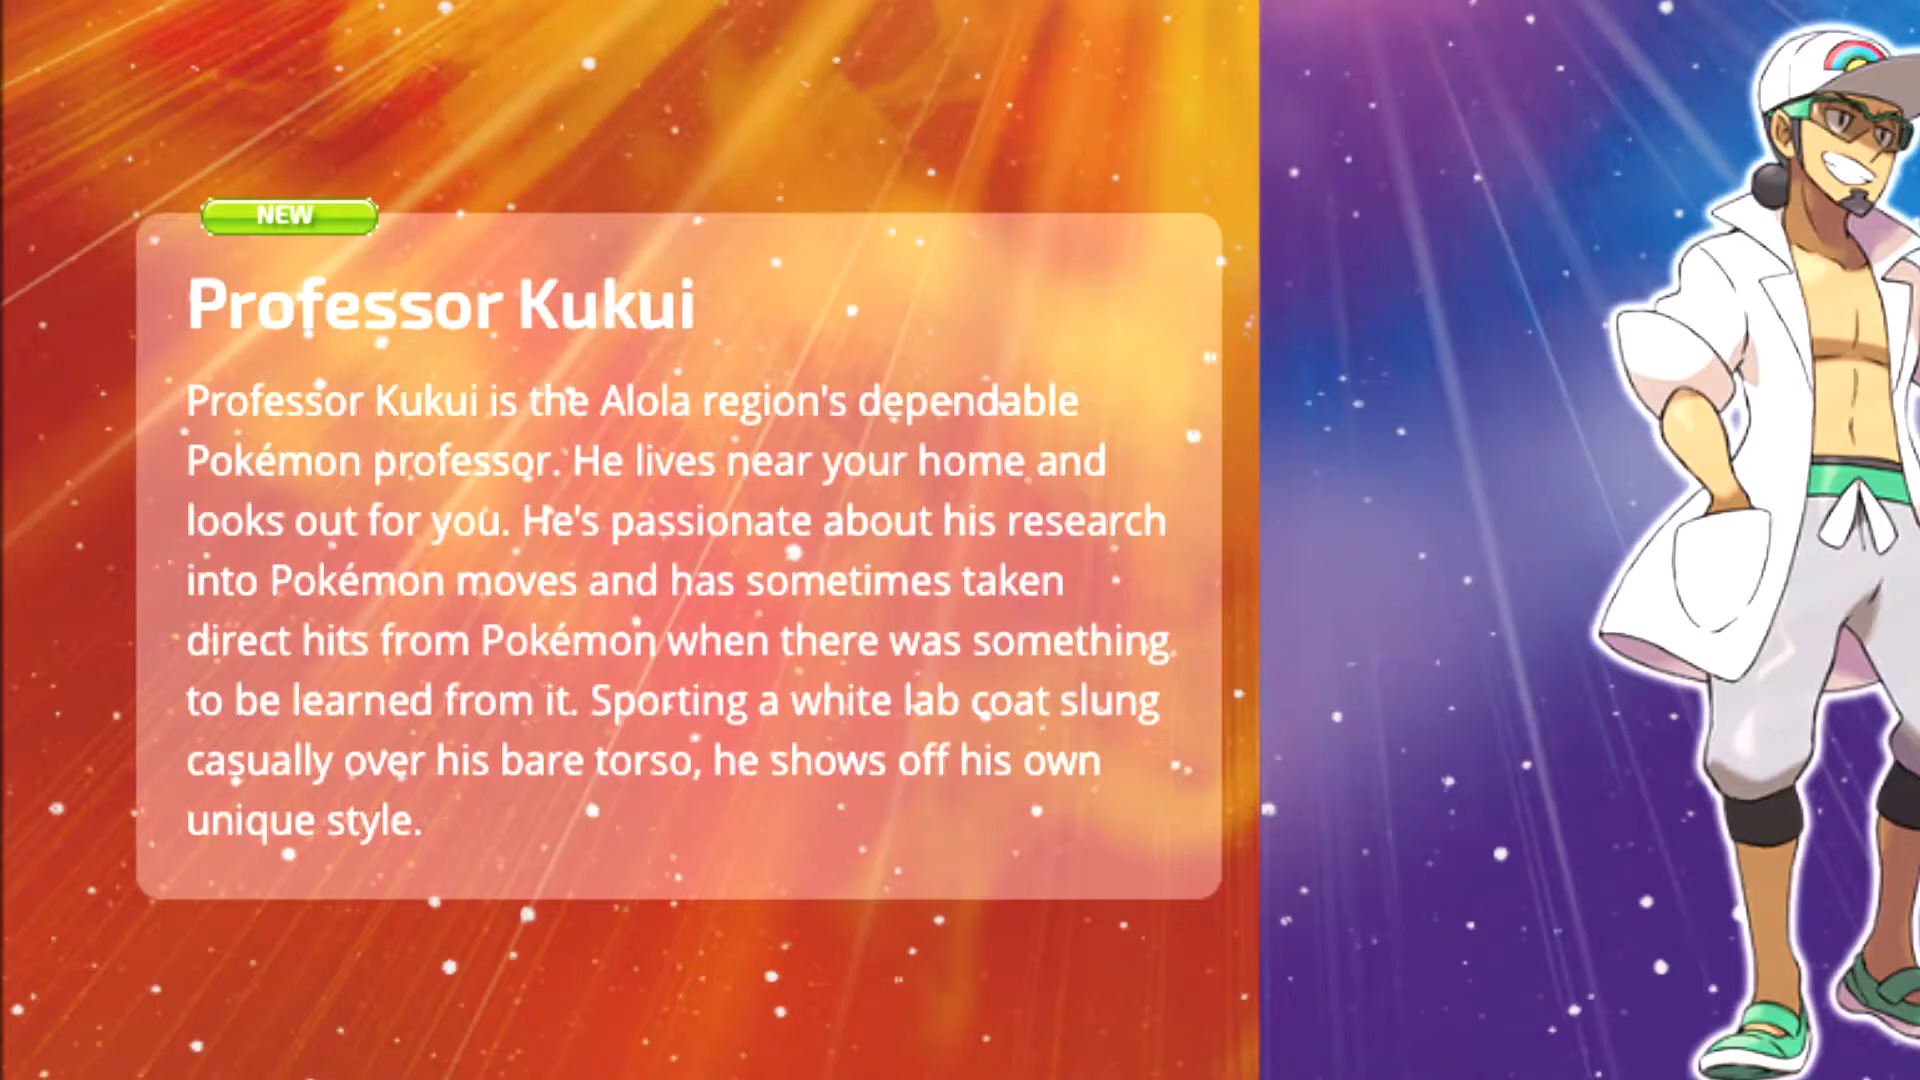 NEW
Professor Kukui
Professor Kukui is the Alola region's dependable
Pokémon professor. He lives near your home and
looks out for you. He's passionate about his research
into Pokémon moves and has sometimes taken
direct hits from Pokémon when there was something
to be learned from it. Sporting a white lab coat slung
casually over his bare torso, he shows off his own
unique style.